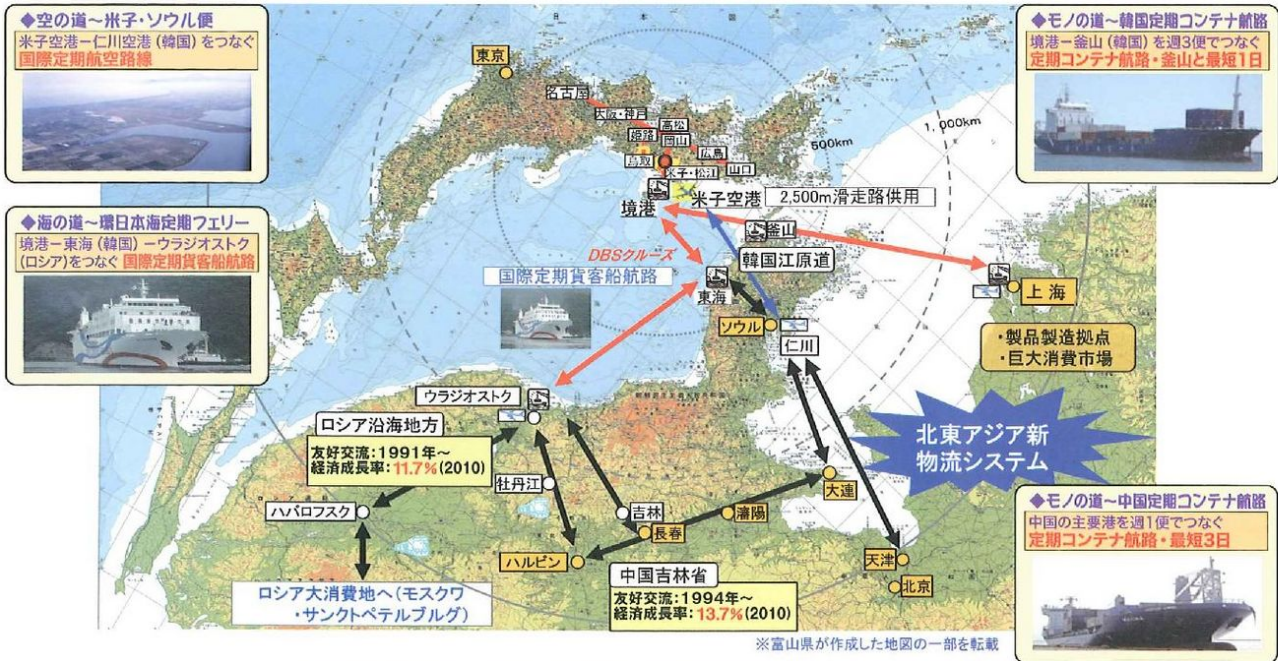 ◆空の道～米子・ソウル便
米子空港ー仁川空港(韓国)をつなぐ
国際定期航空路線
◆モノの道～韓国定期コンテナ航路
境港ー釜山(韓国)を週3便でつなぐ
定期コンテナ航路・釜山と最短1日
日本国
東京
名古屋
大阪・神戸
高松
姫路
岡山
広島
鳥取
米子・松江
山口
1,000km
500km
境港
米子空港
2,500m滑走路供用
◆海の道～環日本海定期フェリー
境港ー東海(韓国)ーウラジオストク
(ロシア)をつなぐ 国際定期貨客船航路
DBSクルーズ
国際定期貨客船航路
釜山
韓国江原道
東海
ソウル
仁川
上海
・製品製造拠点
・巨大消費市場
ウラジオストク
ロシア沿海地方
友好交流:1991年～
経済成長率:11.7%(2010)
牡丹江
ハバロフスク
吉林
長春
瀋陽
大連
ハルビン
天津
北京
北東アジア新
物流システム
中国吉林省
友好交流:1994年～
経済成長率:13.7%(2010)
ロシア大消費地へ(モスクワ
・サンクトペテルブルグ)
◆モノの道～中国定期コンテナ航路
中国の主要港を週1便でつなぐ
定期コンテナ航路・最短3日
※富山県が作成した地図の一部を転載